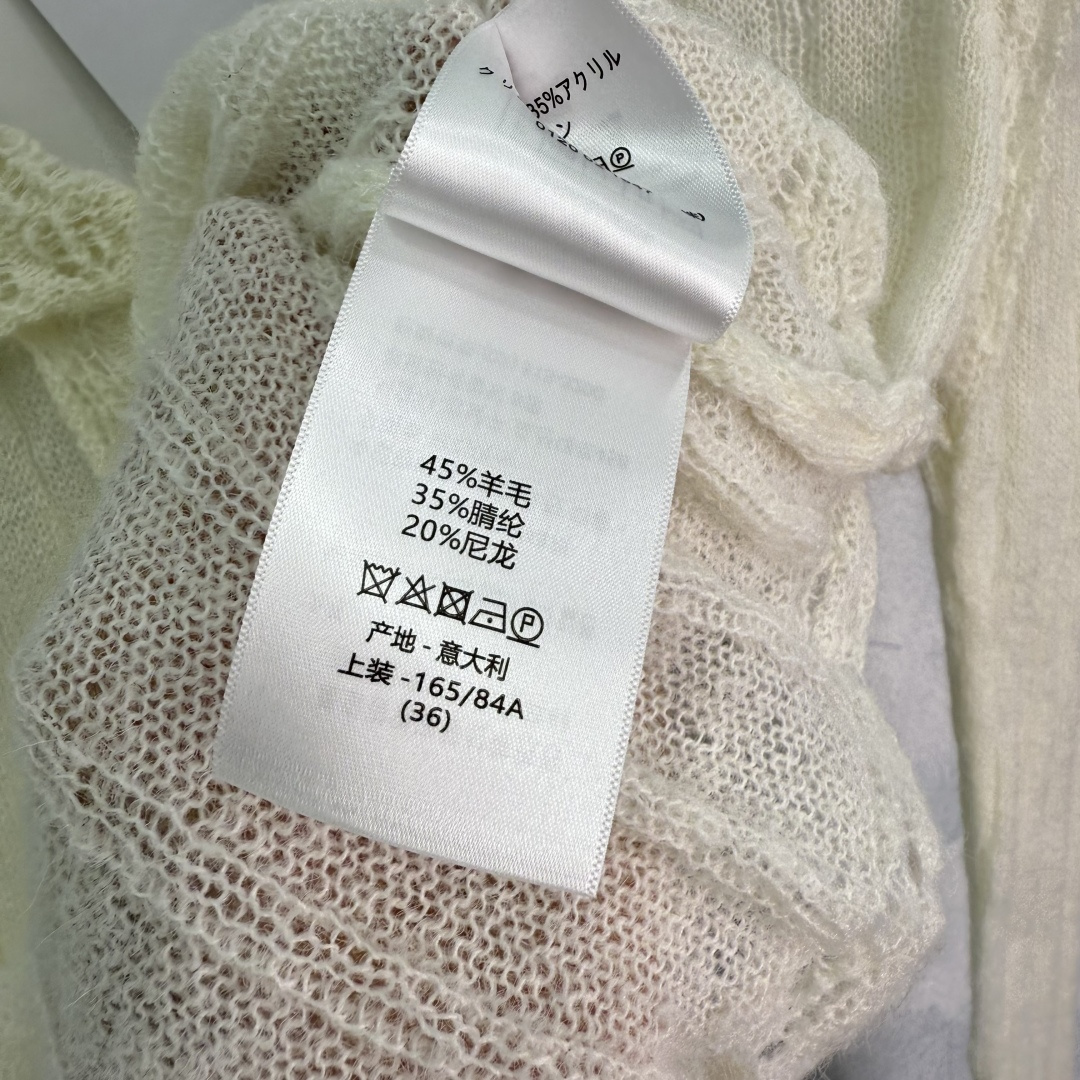 35%アクリル
ン
P
45%羊毛
35%腈纶
20%尼龙
P
产地 - 意大利
上装 -165/84A
(36)